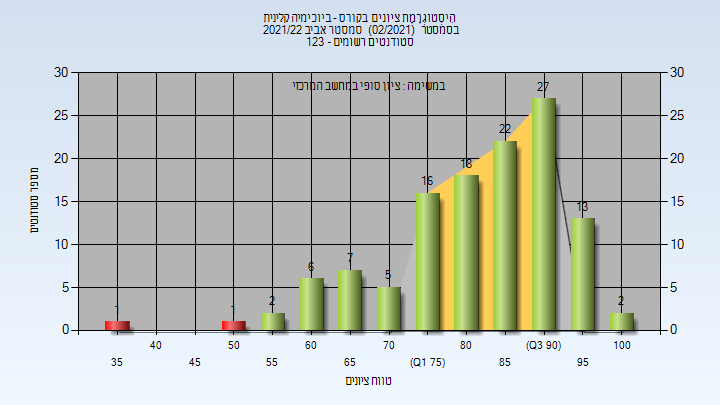 היסטוגרמת ציונים בקורס - ביוכימיה קלינית
בסמסטר (02/2021) סמסטר אביב 2021/22
סטודנטים רשומים - 123
במשימה : ציון סופי במחשב המרכזי
מספר סטודנטים
30 30
25 25
20 20
15 15
10 10
5 5
0 0
1 1 2 6 7 5 16 18 22 27 13 2
40 50 60 70 80 (Q3 90) 100
35 45 55 65 (Q1 75) 85 95
טווח ציונים